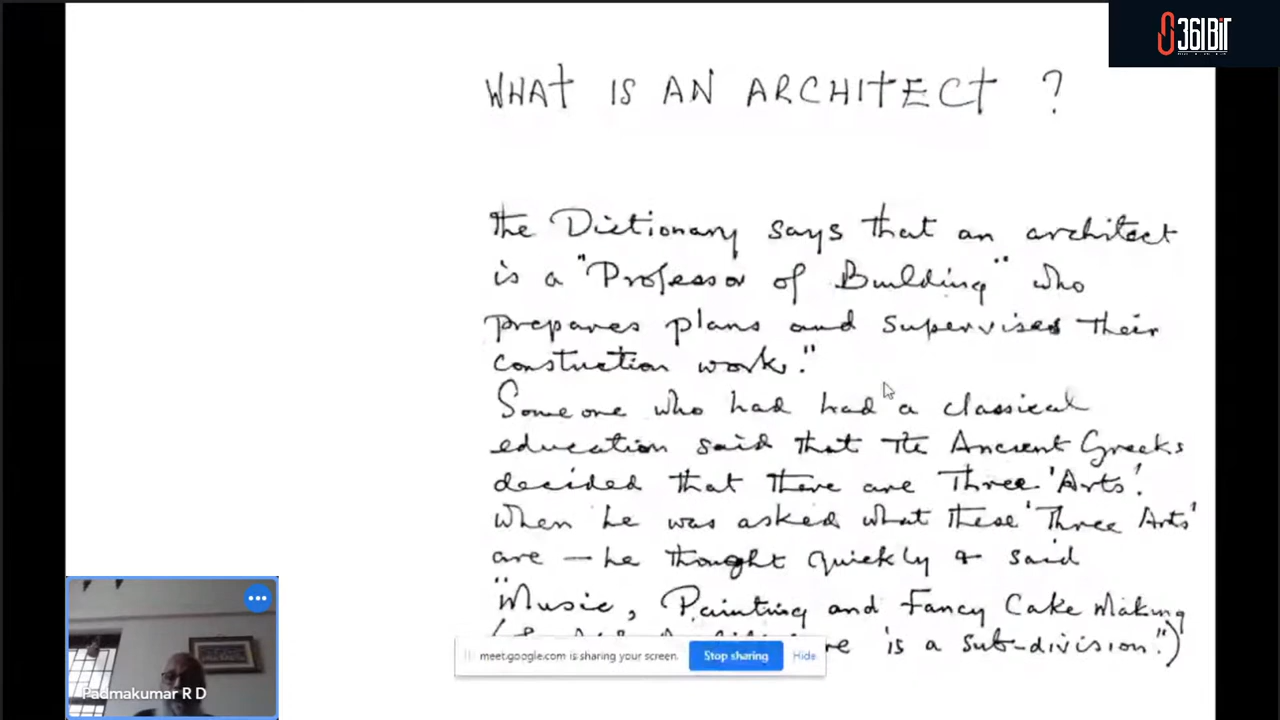 361BIT
WHAT IS AN ARCHITECT ?
The Dictionary says that an architect
is a "Professor of Building" who
prepares plans and supervises their
constuction work."
Someone who had had a classical
education said that the Ancient Greeks
decided that there are Three 'Arts'.
When he was asked what these 'Three Arts'
are — he thought quickly & said
"Music, Painting and Fancy Cake Making
is a sub-division.")
meet.google.com is sharing your screen. Stop sharing Hide
Padmakumar R D